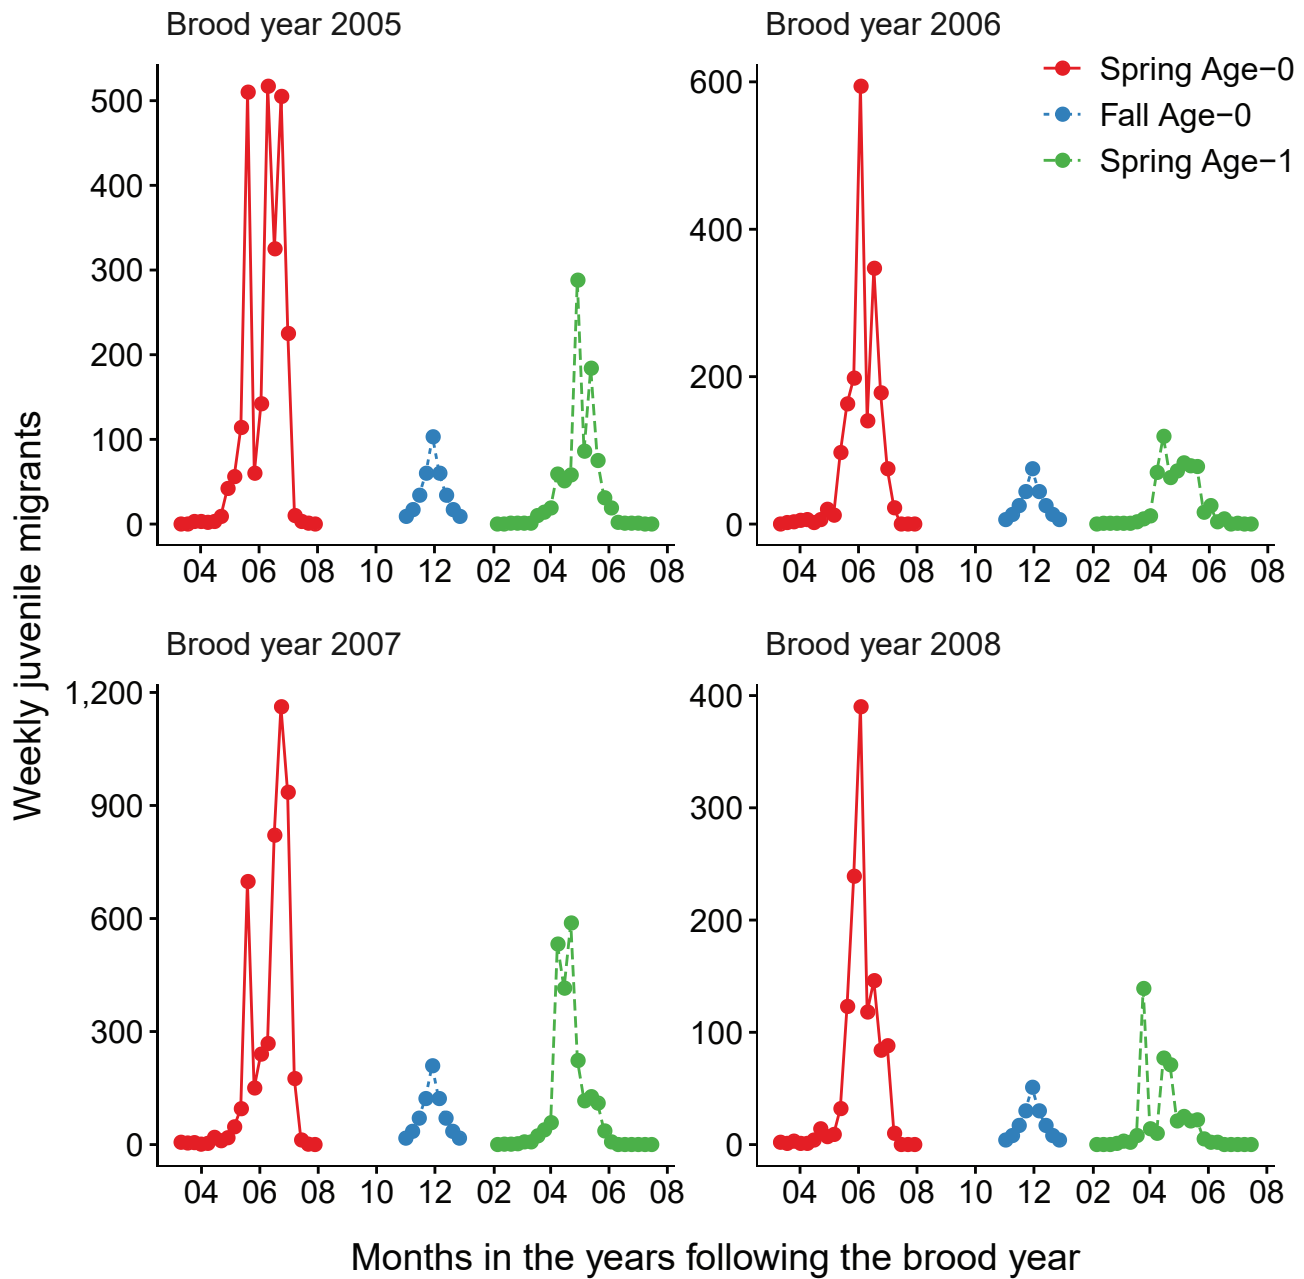 Brood year 2005
Brood year 2006
Spring Age−0
Fall Age−0
Spring Age−1
500
400
300
200
100
0
600
400
200
0
04 06 08 10 12 02 04 06 08
04 06 08 10 12 02 04 06 08
Weekly juvenile migrants
Brood year 2007
Brood year 2008
1,200
900
600
300
0
400
300
200
100
0
04 06 08 10 12 02 04 06 08
04 06 08 10 12 02 04 06 08
Months in the years following the brood year